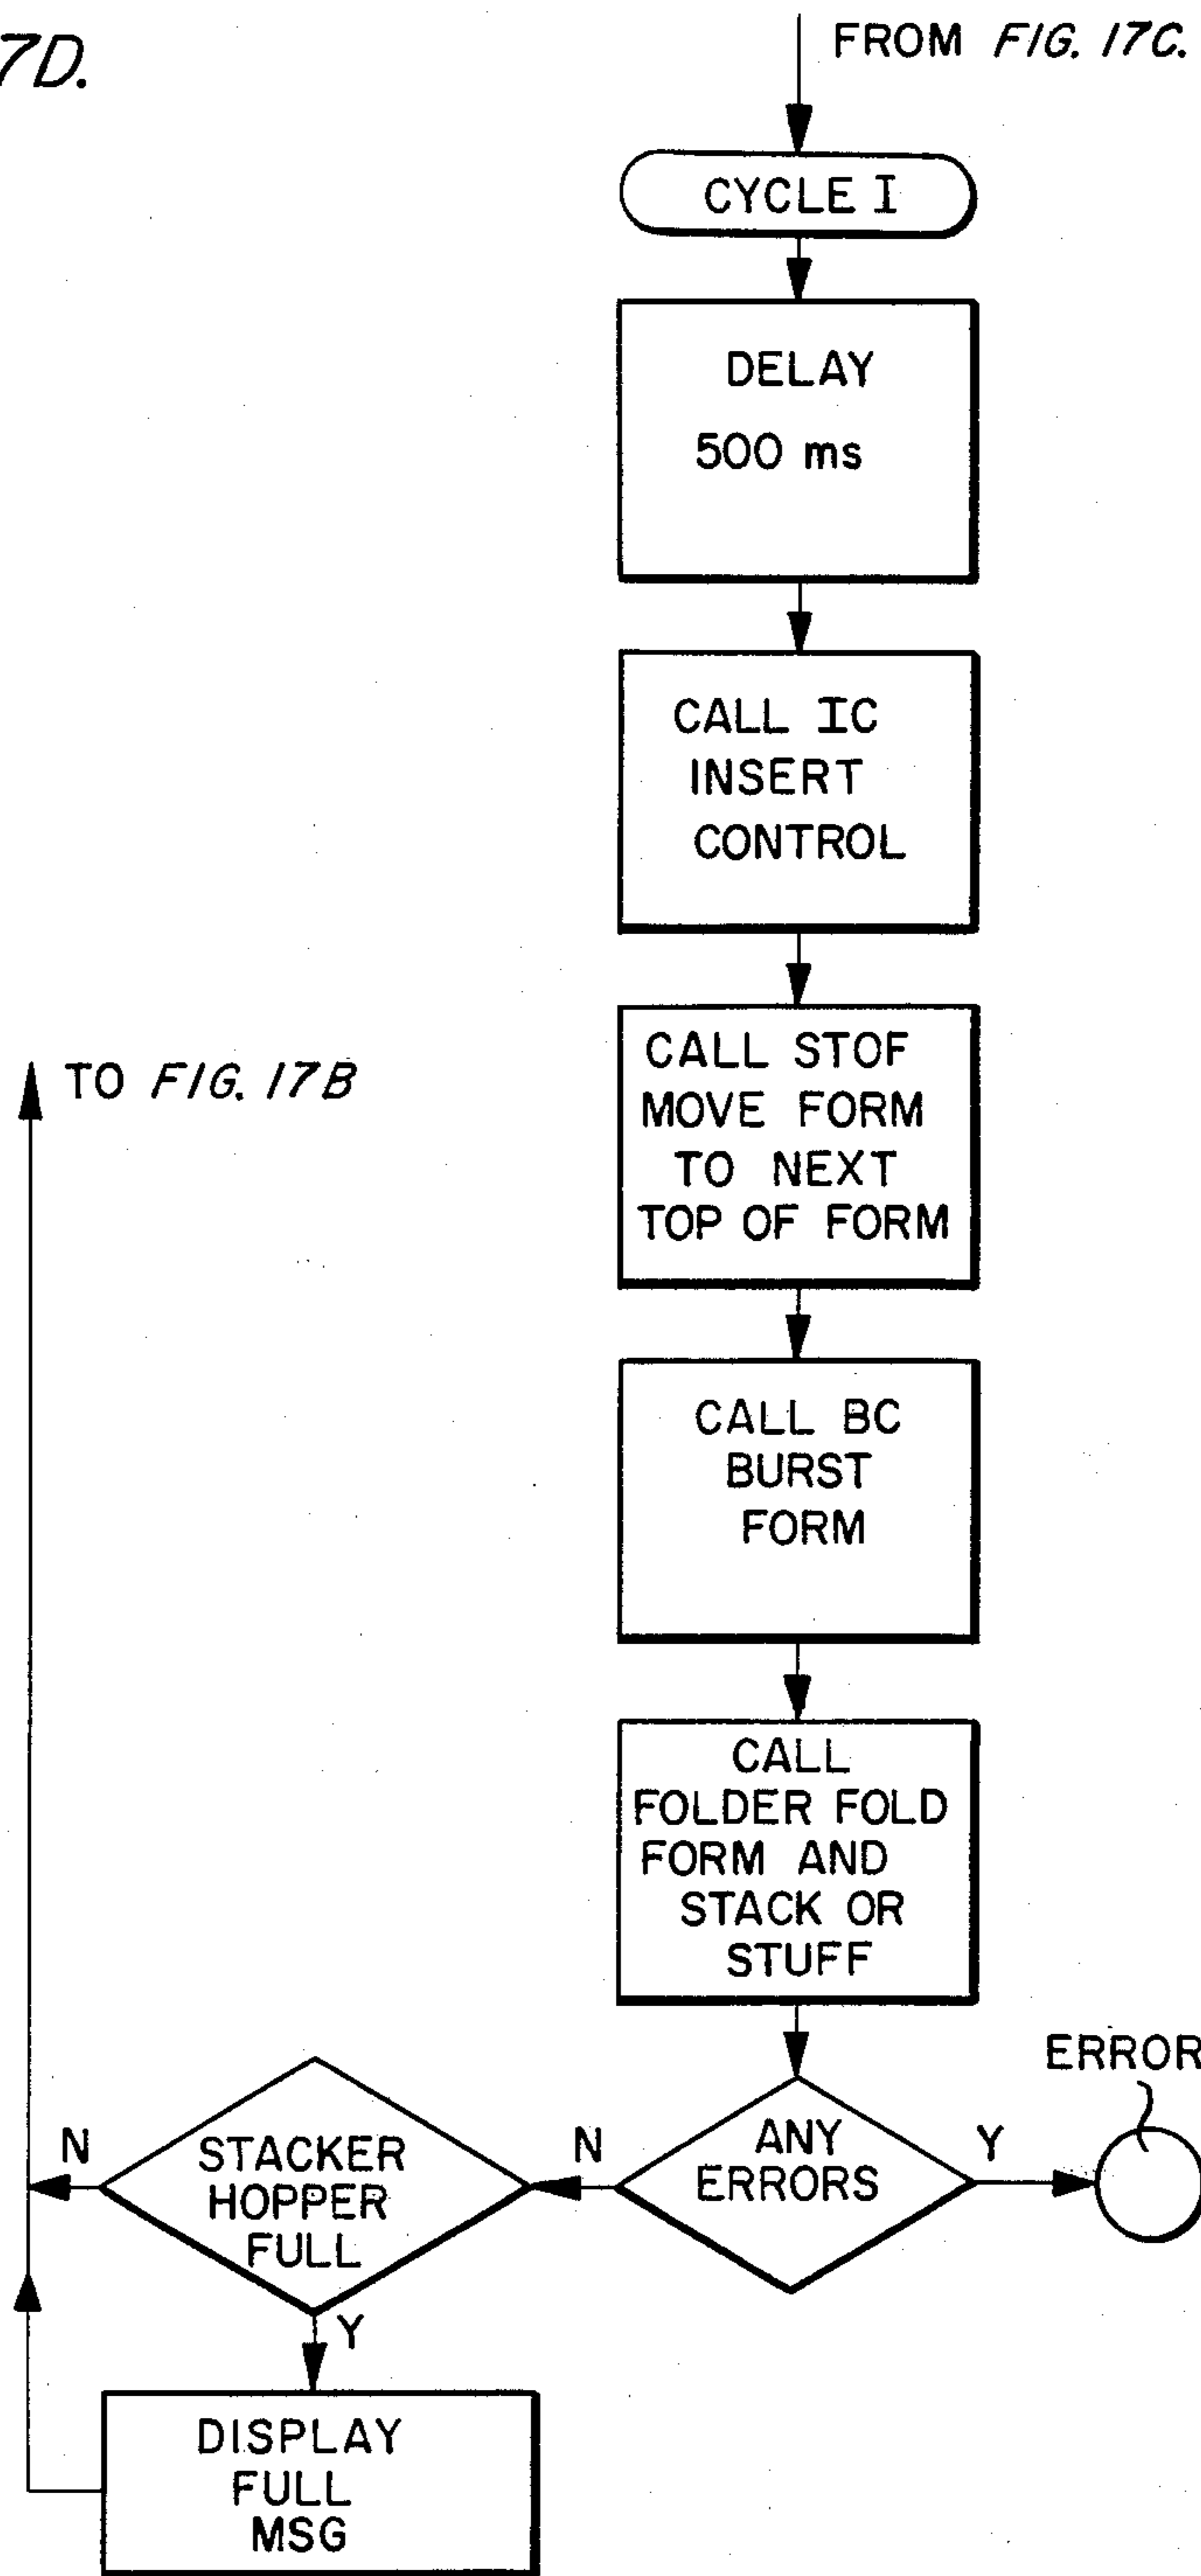 7D.
FROM FIG. 17C.
CYCLE I
DELAY
500 ms
CALL IC
INSERT
CONTROL
CALL STOF
MOVE FORM
TO NEXT
TOP OF FORM
TO FIG. 17B
CALL BC
BURST
FORM
CALL
FOLDER FOLD
FORM AND
STACK OR
STUFF
ERROR
ANY
ERRORS
Y
N
STACKER
HOPPER
FULL
N
Y
DISPLAY
FULL
MSG